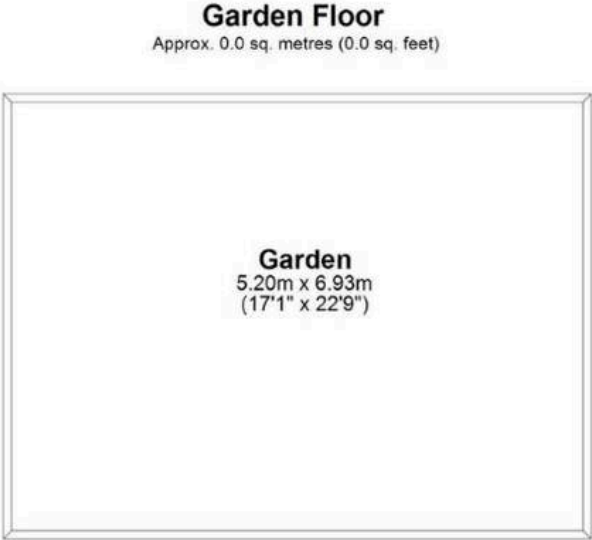 Garden Floor
Approx. 0.0 sq. metres (0.0 sq. feet)
Garden
5.20m x 6.93m
(17'1" x 22'9")